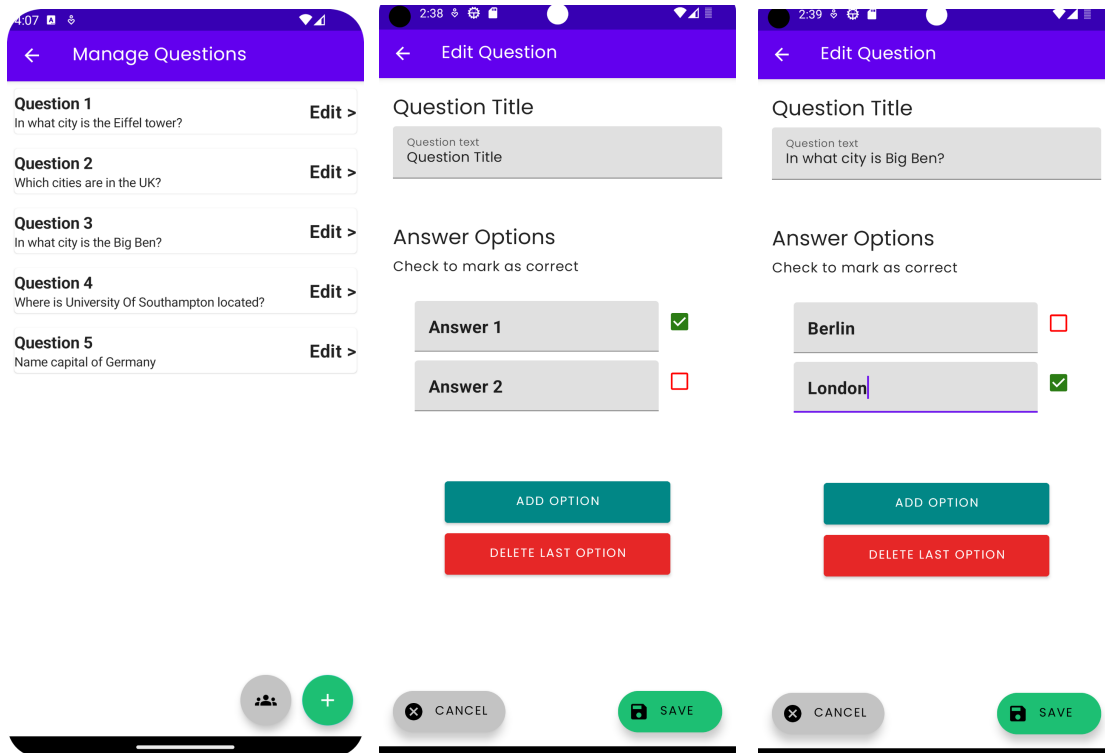 4:07
Manage Questions
Question 1
In what city is the Eiffel tower?
Edit >
Question 2
Which cities are in the UK?
Edit >
Question 3
In what city is the Big Ben?
Edit >
Question 4
Where is University Of Southampton located?
Edit >
Question 5
Name capital of Germany
Edit >
2:38
Edit Question
Question Title
Question text
Question Title
Answer Options
Check to mark as correct
Answer 1
Answer 2
ADD OPTION
DELETE LAST OPTION
CANCEL
SAVE
2:39
Edit Question
Question Title
Question text
In what city is Big Ben?
Answer Options
Check to mark as correct
Berlin
London
ADD OPTION
DELETE LAST OPTION
CANCEL
SAVE